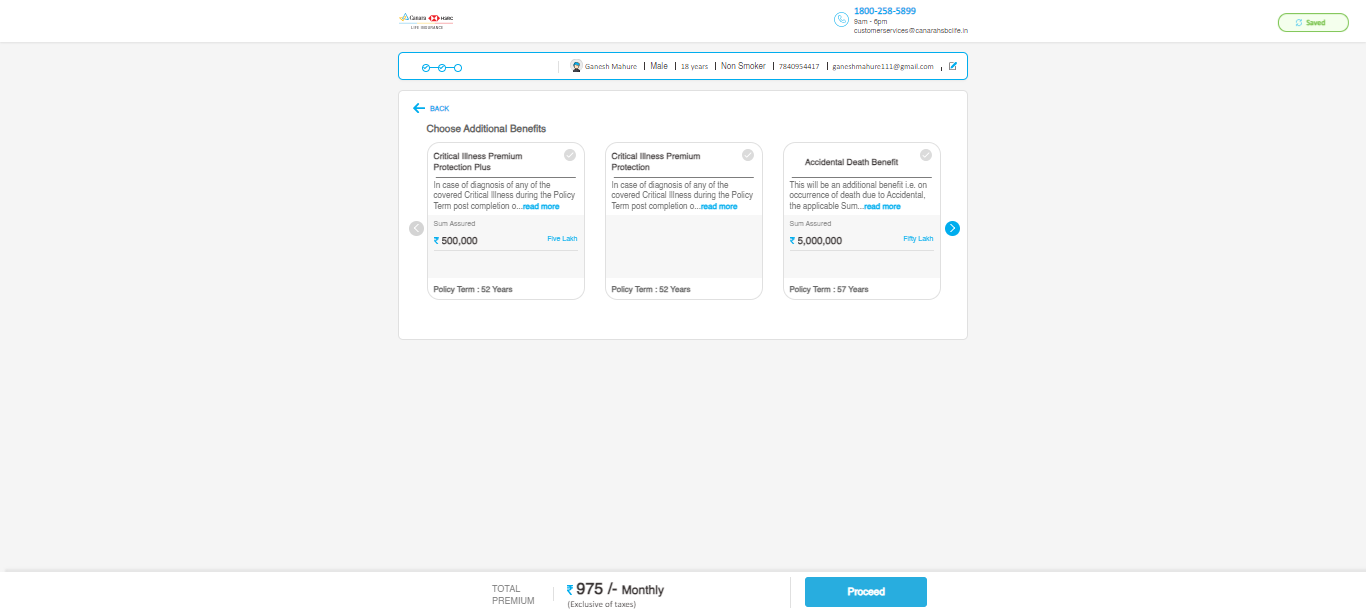 Canara HSBC
LIFE INSURANCE
1800-258-5899
9am - 6pm
customerservices@canarahsbclife.in
Saved
Ganesh Mahure | Male | 18 years | Non Smoker | 7840954417 | ganeshmahure111@gmail.com
BACK
Choose Additional Benefits
Critical Illness Premium
Protection Plus
In case of diagnosis of any of the
covered Critical Illness during the Policy
Term post completion o...read more
Sum Assured
₹ 500,000 Five Lakh
Policy Term : 52 Years
Critical Illness Premium
Protection
In case of diagnosis of any of the
covered Critical Illness during the Policy
Term post completion o...read more
Policy Term : 52 Years
Accidental Death Benefit
This will be an additional benefit i.e. on
occurrence of death due to Accidental,
the applicable Sum...read more
Sum Assured
₹ 5,000,000 Fifty Lakh
Policy Term : 57 Years
TOTAL
PREMIUM
₹ 975 /- Monthly
(Exclusive of taxes)
Proceed